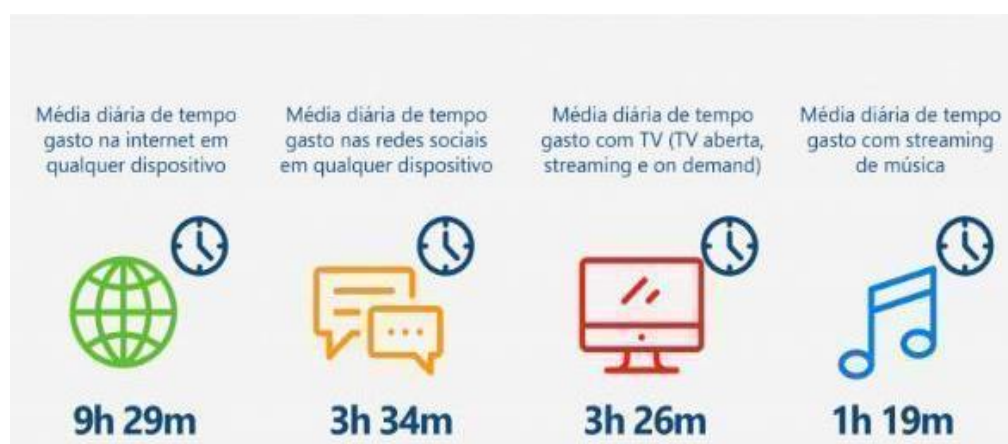 Média diária de tempo
gasto na internet em
qualquer dispositivo
Média diária de tempo
gasto nas redes sociais
em qualquer dispositivo
Média diária de tempo
gasto com TV (TV aberta,
streaming e on demand)
Média diária de tempo
gasto com streaming
de música
9h 29m
3h 34m
3h 26m
1h 19m